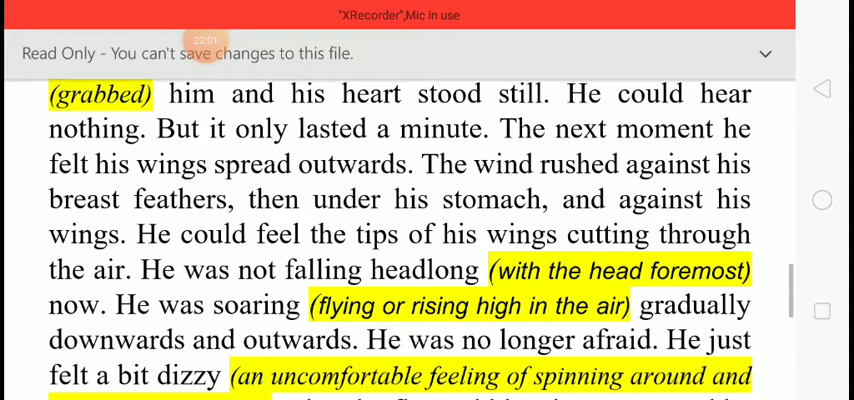 "XRecorder",Mic in use
22:01
Read Only - You can't save changes to this file.
(grabbed) him and his heart stood still. He could hear
nothing. But it only lasted a minute. The next moment he
felt his wings spread outwards. The wind rushed against his
breast feathers, then under his stomach, and against his
wings. He could feel the tips of his wings cutting through
the air. He was not falling headlong (with the head foremost)
now. He was soaring (flying or rising high in the air) gradually
downwards and outwards. He was no longer afraid. He just
felt a bit dizzy (an uncomfortable feeling of spinning around and